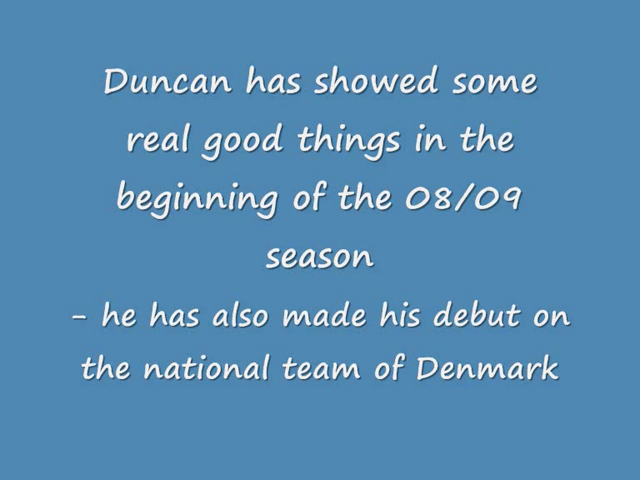 Duncan has showed some
real good things in the
beginning of the 08/09
season
- he has also made his debut on
the national team of Denmark